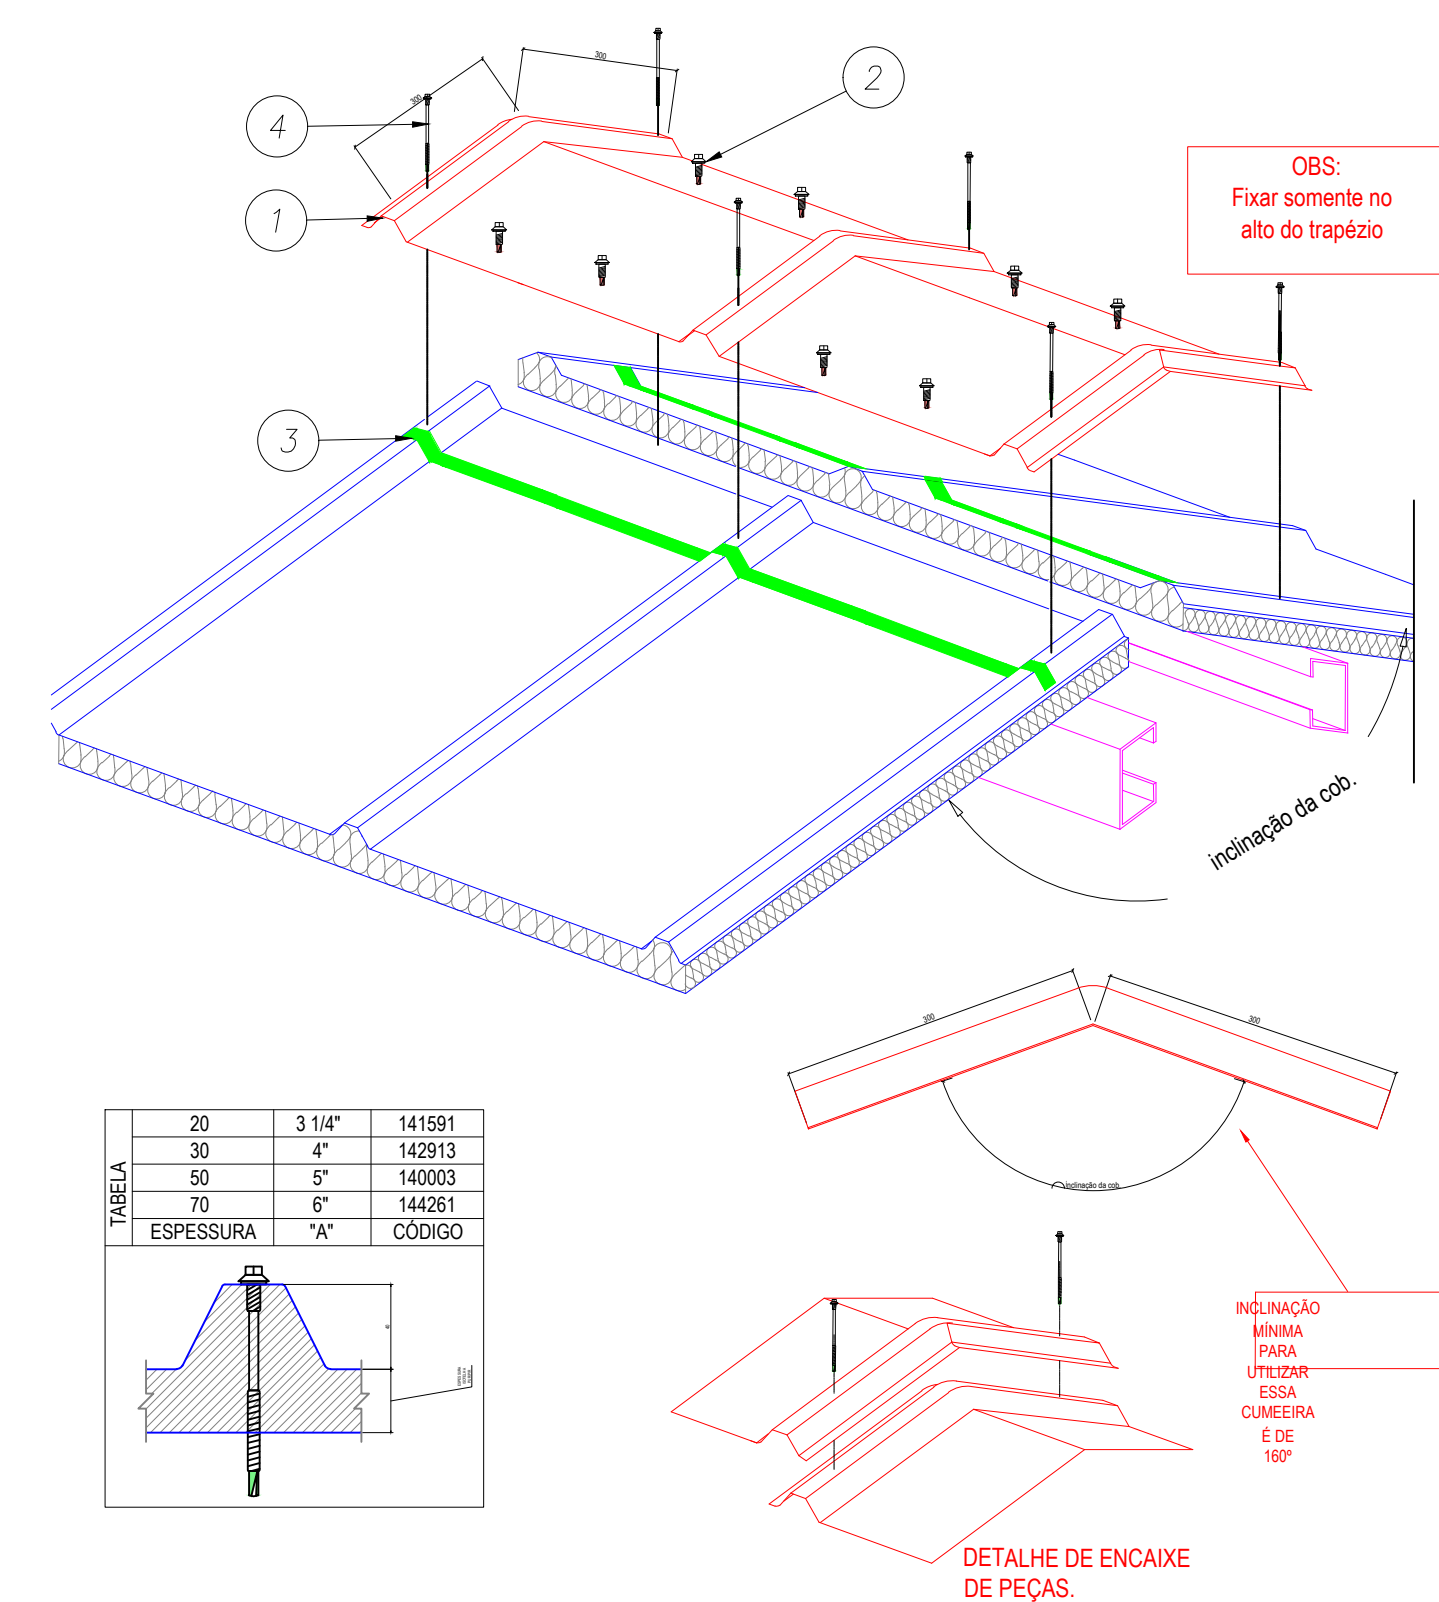 300
300
2
4
1
3
OBS:
Fixar somente no
alto do trapézio
inclinação da cob.
300
300
inclinação da cob.
TABELA
20 3 1/4" 141591
30 4" 142913
50 5" 140003
70 6" 144261
ESPESSURA "A" CÓDIGO
INCLINAÇÃO
MÍNIMA
PARA
UTILIZAR
ESSA
CUMEEIRA
É DE
160º
DETALHE DE ENCAIXE
DE PEÇAS.